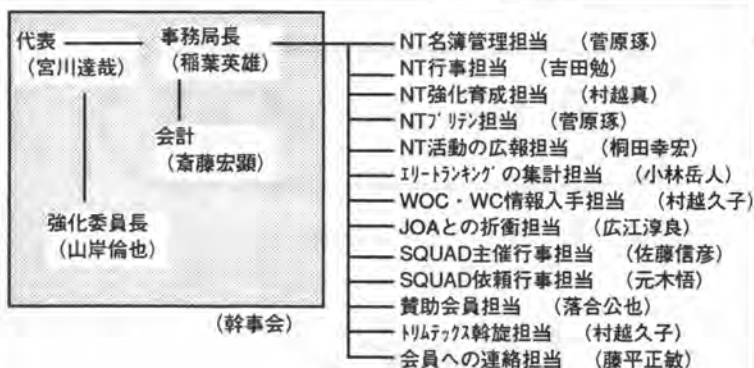 代表
（宮川達哉）
事務局長
（稲葉英雄）
会計
（斎藤宏顕）
強化委員長
（山岸倫也）
（幹事会）
NT名簿管理担当　（菅原琢）
NT行事担当　（吉田勉）
NT強化育成担当　（村越真）
NTﾌﾞﾘﾃﾝ担当　（菅原琢）
NT活動の広報担当　（桐田幸宏）
ｴﾘｰﾄﾗﾝｷﾝｸﾞの集計担当　（小林岳人）
WOC・WC情報入手担当　（村越久子）
JOAとの折衝担当　（広江淳良）
SQUAD主催行事担当　（佐藤信彦）
SQUAD依頼行事担当　（元木悟）
賛助会員担当　（落合公也）
ﾄﾘﾑﾃｯｸｽ斡旋担当　（村越久子）
会員への連絡担当　（藤平正敏）